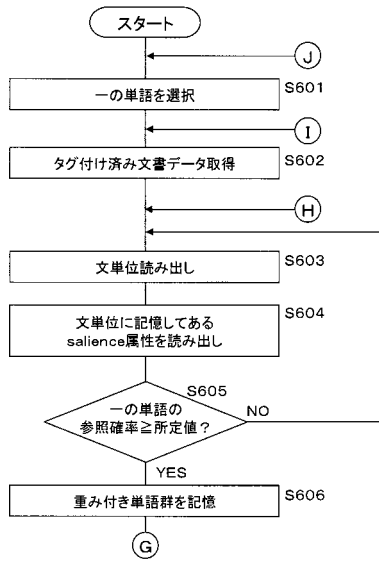 スタート
J
S601
一の単語を選択
I
S602
タグ付け済み文書データ取得
H
S603
文単位読み出し
S604
文単位に記憶してある
salience属性を読み出し
S605
一の単語の
参照確率≧所定値?
NO
YES
S606
重み付き単語群を記憶
G